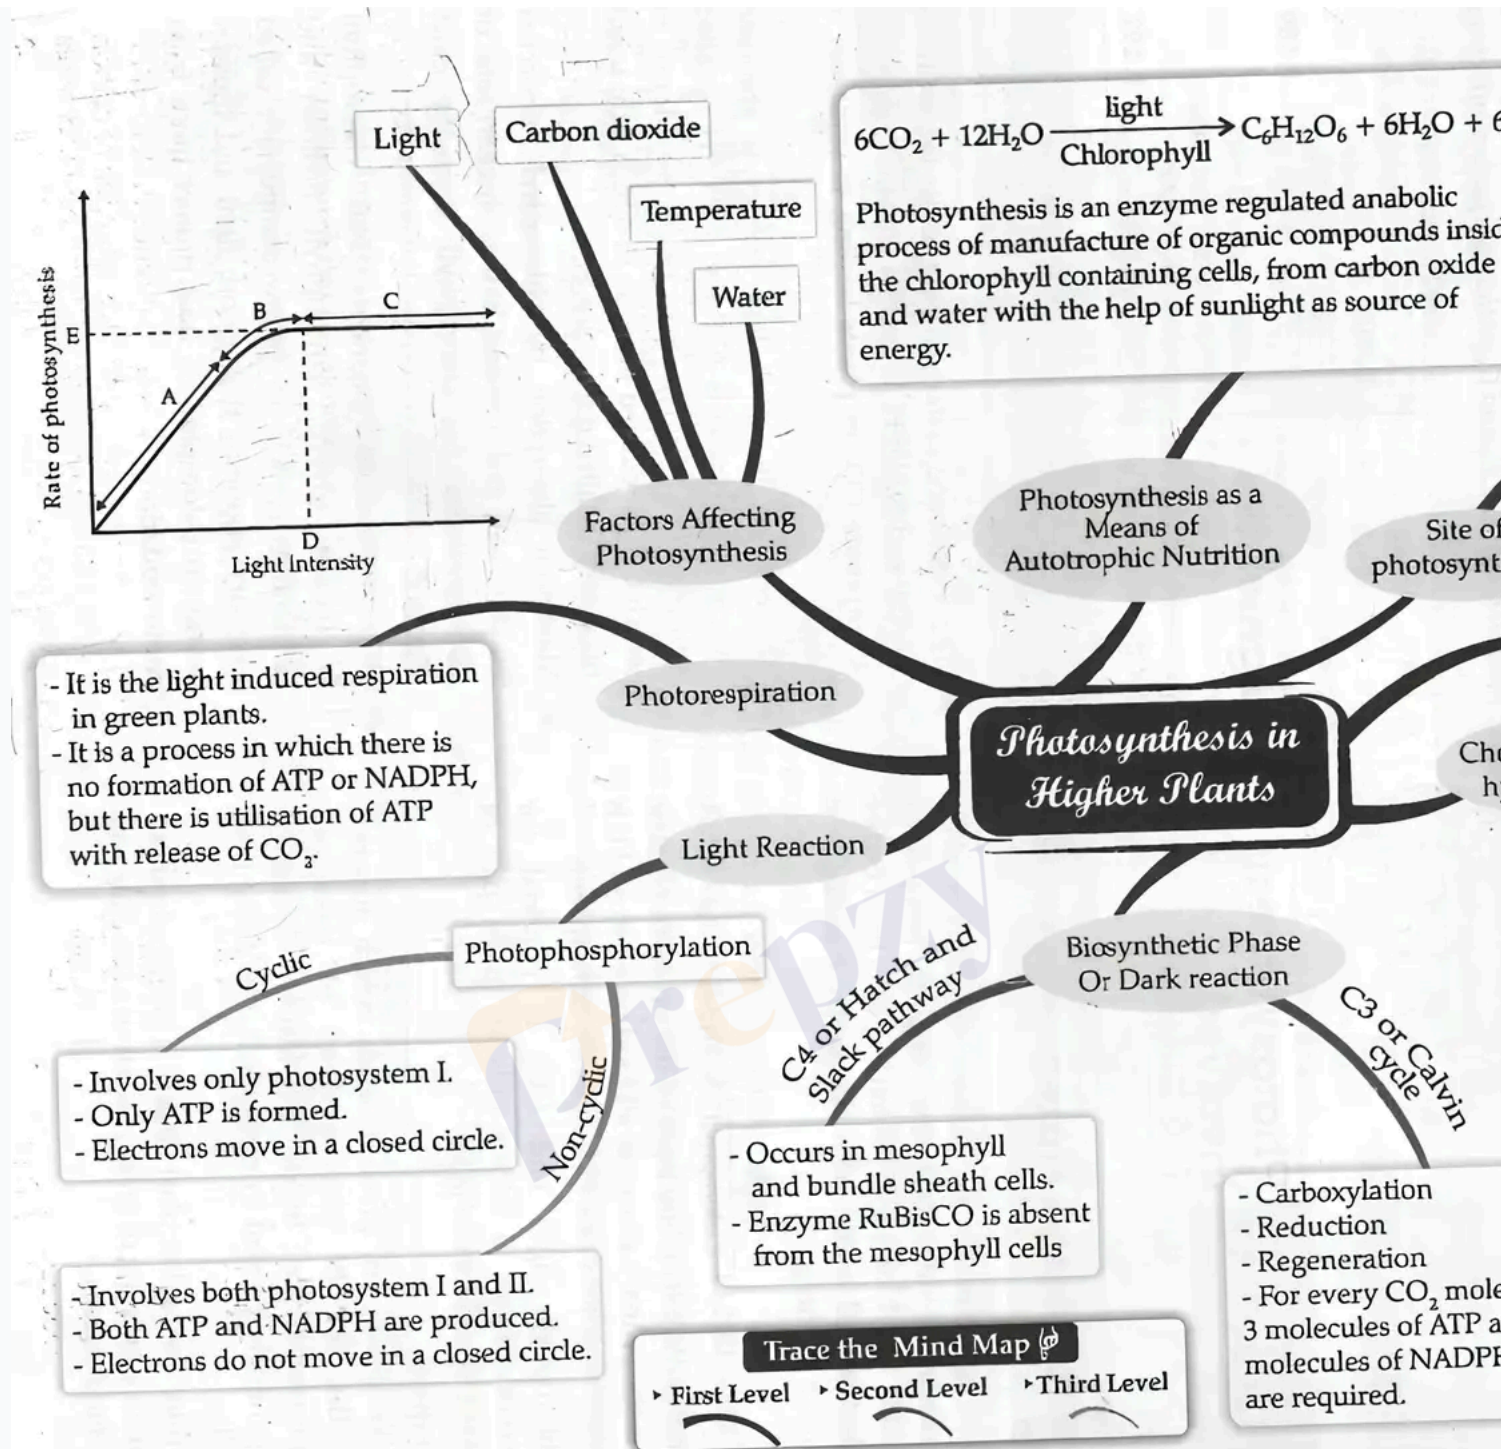 Light
Carbon dioxide
Temperature
Water
Rate of photosynthesis
E
A
B
C
D
Light Intensity
Factors Affecting
Photosynthesis
light
6CO₂ + 12H₂O → C₆H₁₂O₆ + 6H₂O + 6
Chlorophyll
Photosynthesis is an enzyme regulated anabolic
process of manufacture of organic compounds insid
the chlorophyll containing cells, from carbon oxide
and water with the help of sunlight as source of
energy.
Photosynthesis as a
Means of
Autotrophic Nutrition
Site of
photosynt
- It is the light induced respiration
in green plants.
- It is a process in which there is
no formation of ATP or NADPH,
but there is utilisation of ATP
with release of CO₂.
Photorespiration
Photosynthesis in
Higher Plants
Light Reaction
Photophosphorylation
Cyclic
- Involves only photosystem I.
- Only ATP is formed.
- Electrons move in a closed circle.
Non-cyclic
- Involves both photosystem I and II.
- Both ATP and NADPH are produced.
- Electrons do not move in a closed circle.
Prepzy
Biosynthetic Phase
Or Dark reaction
C4 or Hatch and
Slack pathway
- Occurs in mesophyll
and bundle sheath cells.
- Enzyme RuBisCO is absent
from the mesophyll cells
C3 or Calvin
cycle
- Carboxylation
- Reduction
- Regeneration
- For every CO₂ mole
3 molecules of ATP a
molecules of NADPH
are required.
Trace the Mind Map
‣ First Level ‣ Second Level ‣ Third Level